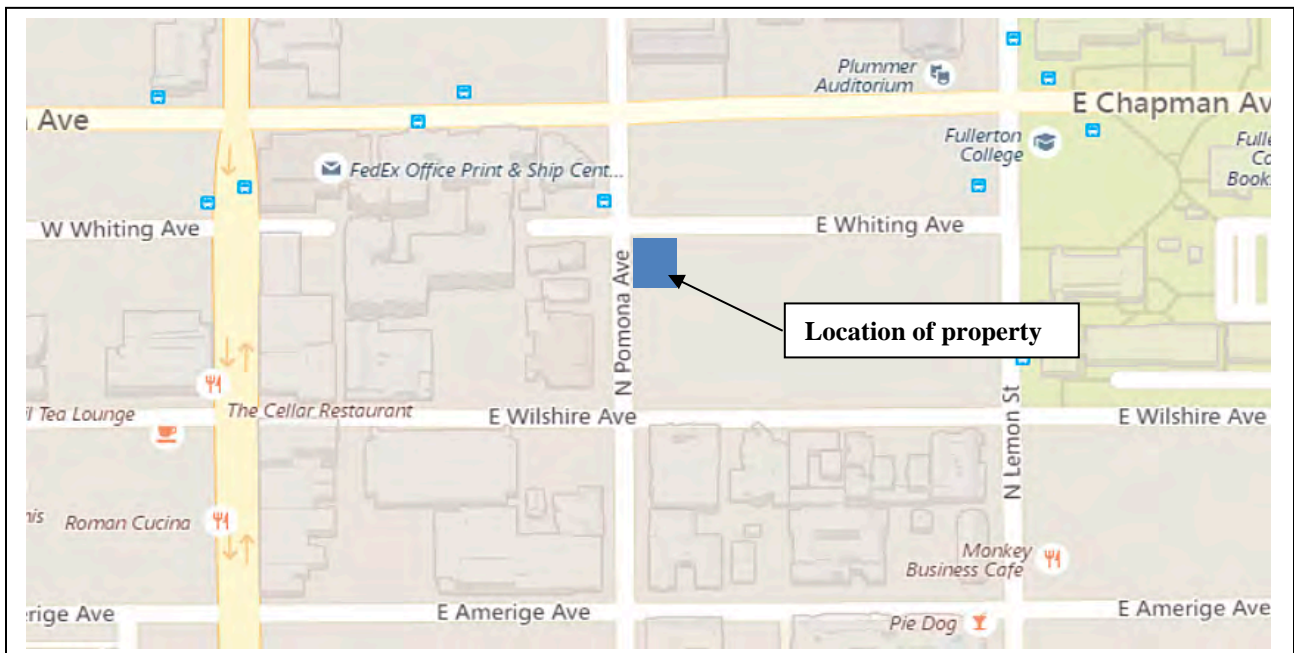 Plummer
Auditorium
Ave
E Chapman Av
Fullerton
College
Fulle
Co
Book
FedEx Office Print & Ship Cent...
W Whiting Ave
E Whiting Ave
N Pomona Ave
Location of property
Tea Lounge
The Cellar Restaurant
E Wilshire Ave
E Wilshire Ave
N Lemon St
nis
Roman Cucina
Monkey
Business Cafe
erige Ave
E Amerige Ave
E Amerige Ave
Pie Dog